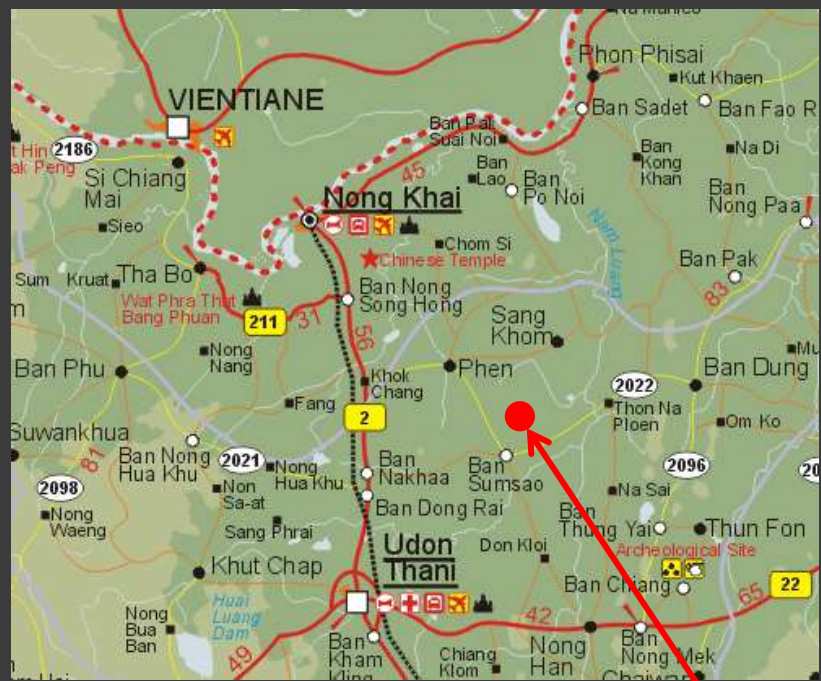 Phon Phisai
Kut Khaen
VIENTIANE
Ban Sadet
Ban Fao R
2186
Ban Pak
Suai Noi
Si Chiang
Mai
Ban
Kong
Khan
Na Di
Ban
Lao
45
Ban
Po Noi
Ban
Nong Paa
Nong Khai
Sieo
Nam Luang
Chom Si
Chinese Temple
Ban Pak
Sum
Kruat
Tha Bo
Wat Phra That
Bang Phuan
Ban Nong
Song Hong
83
211
31
56
Sang
Khom
Nong
Nang
Mu
Ban Phu
Phen
Ban Dung
Khok
Chang
2022
Fang
2
Thon Na
Ploen
Om Ko
Suwankhua
81
Ban Nong
Hua Khu
2021
Nong
Hua Khu
Ban
Nakhaa
Ban
Sumsao
2096
20
2098
Non
Sa-at
Na Sai
Nong
Waeng
Ban Dong Rai
Sang Phrai
Ban
Thung Yai
Thun Fon
Udon
Thani
Don Kloi
Archeological Site
Khut Chap
Ban Chiang
22
65
Huai
Luang
Dam
Nong
Bua
Ban
42
49
Ban
Kham
Kling
Chiang
Klom
Nong
Han
Ban
Nong Mek
Chaiwan